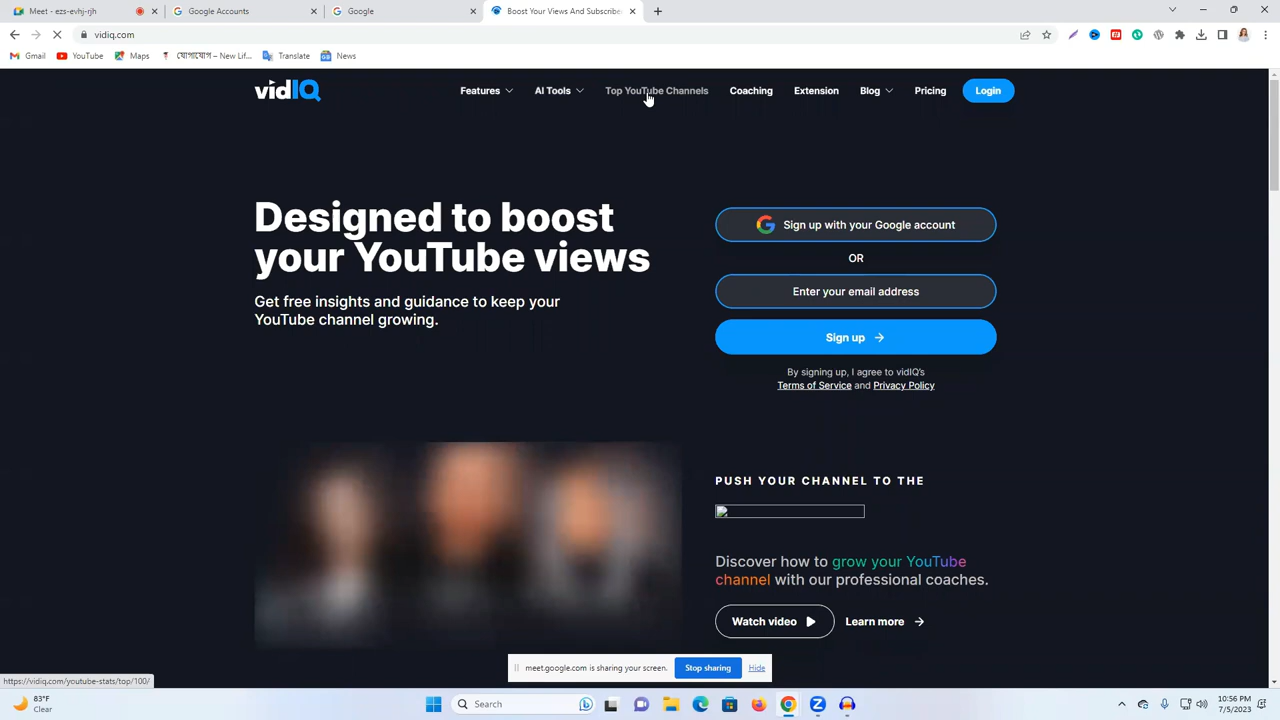 Meet - ezs-evhj-rjh
Google Accounts
Google
Boost Your Views And Subscribe
vidiq.com
Gmail
YouTube
Maps
যোগাযোগ – New Lif...
Translate
News
vidIQ
Features
AI Tools
Top YouTube Channels
Coaching
Extension
Blog
Pricing
Login
Designed to boost
your YouTube views
Get free insights and guidance to keep your
YouTube channel growing.
Sign up with your Google account
OR
Enter your email address
Sign up
By signing up, I agree to vidIQ's
Terms of Service and Privacy Policy
PUSH YOUR CHANNEL TO THE
Discover how to grow your YouTube
channel with our professional coaches.
Watch video
Learn more
meet.google.com is sharing your screen.
Stop sharing
Hide
https://vidiq.com/youtube-stats/top/100/
83°F
Clear
Search
10:56 PM
7/5/2023